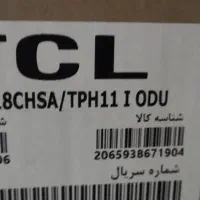 TCL
18CHSA/TPH11 I ODU
شناسه کالا
2065938671904
شماره سریال